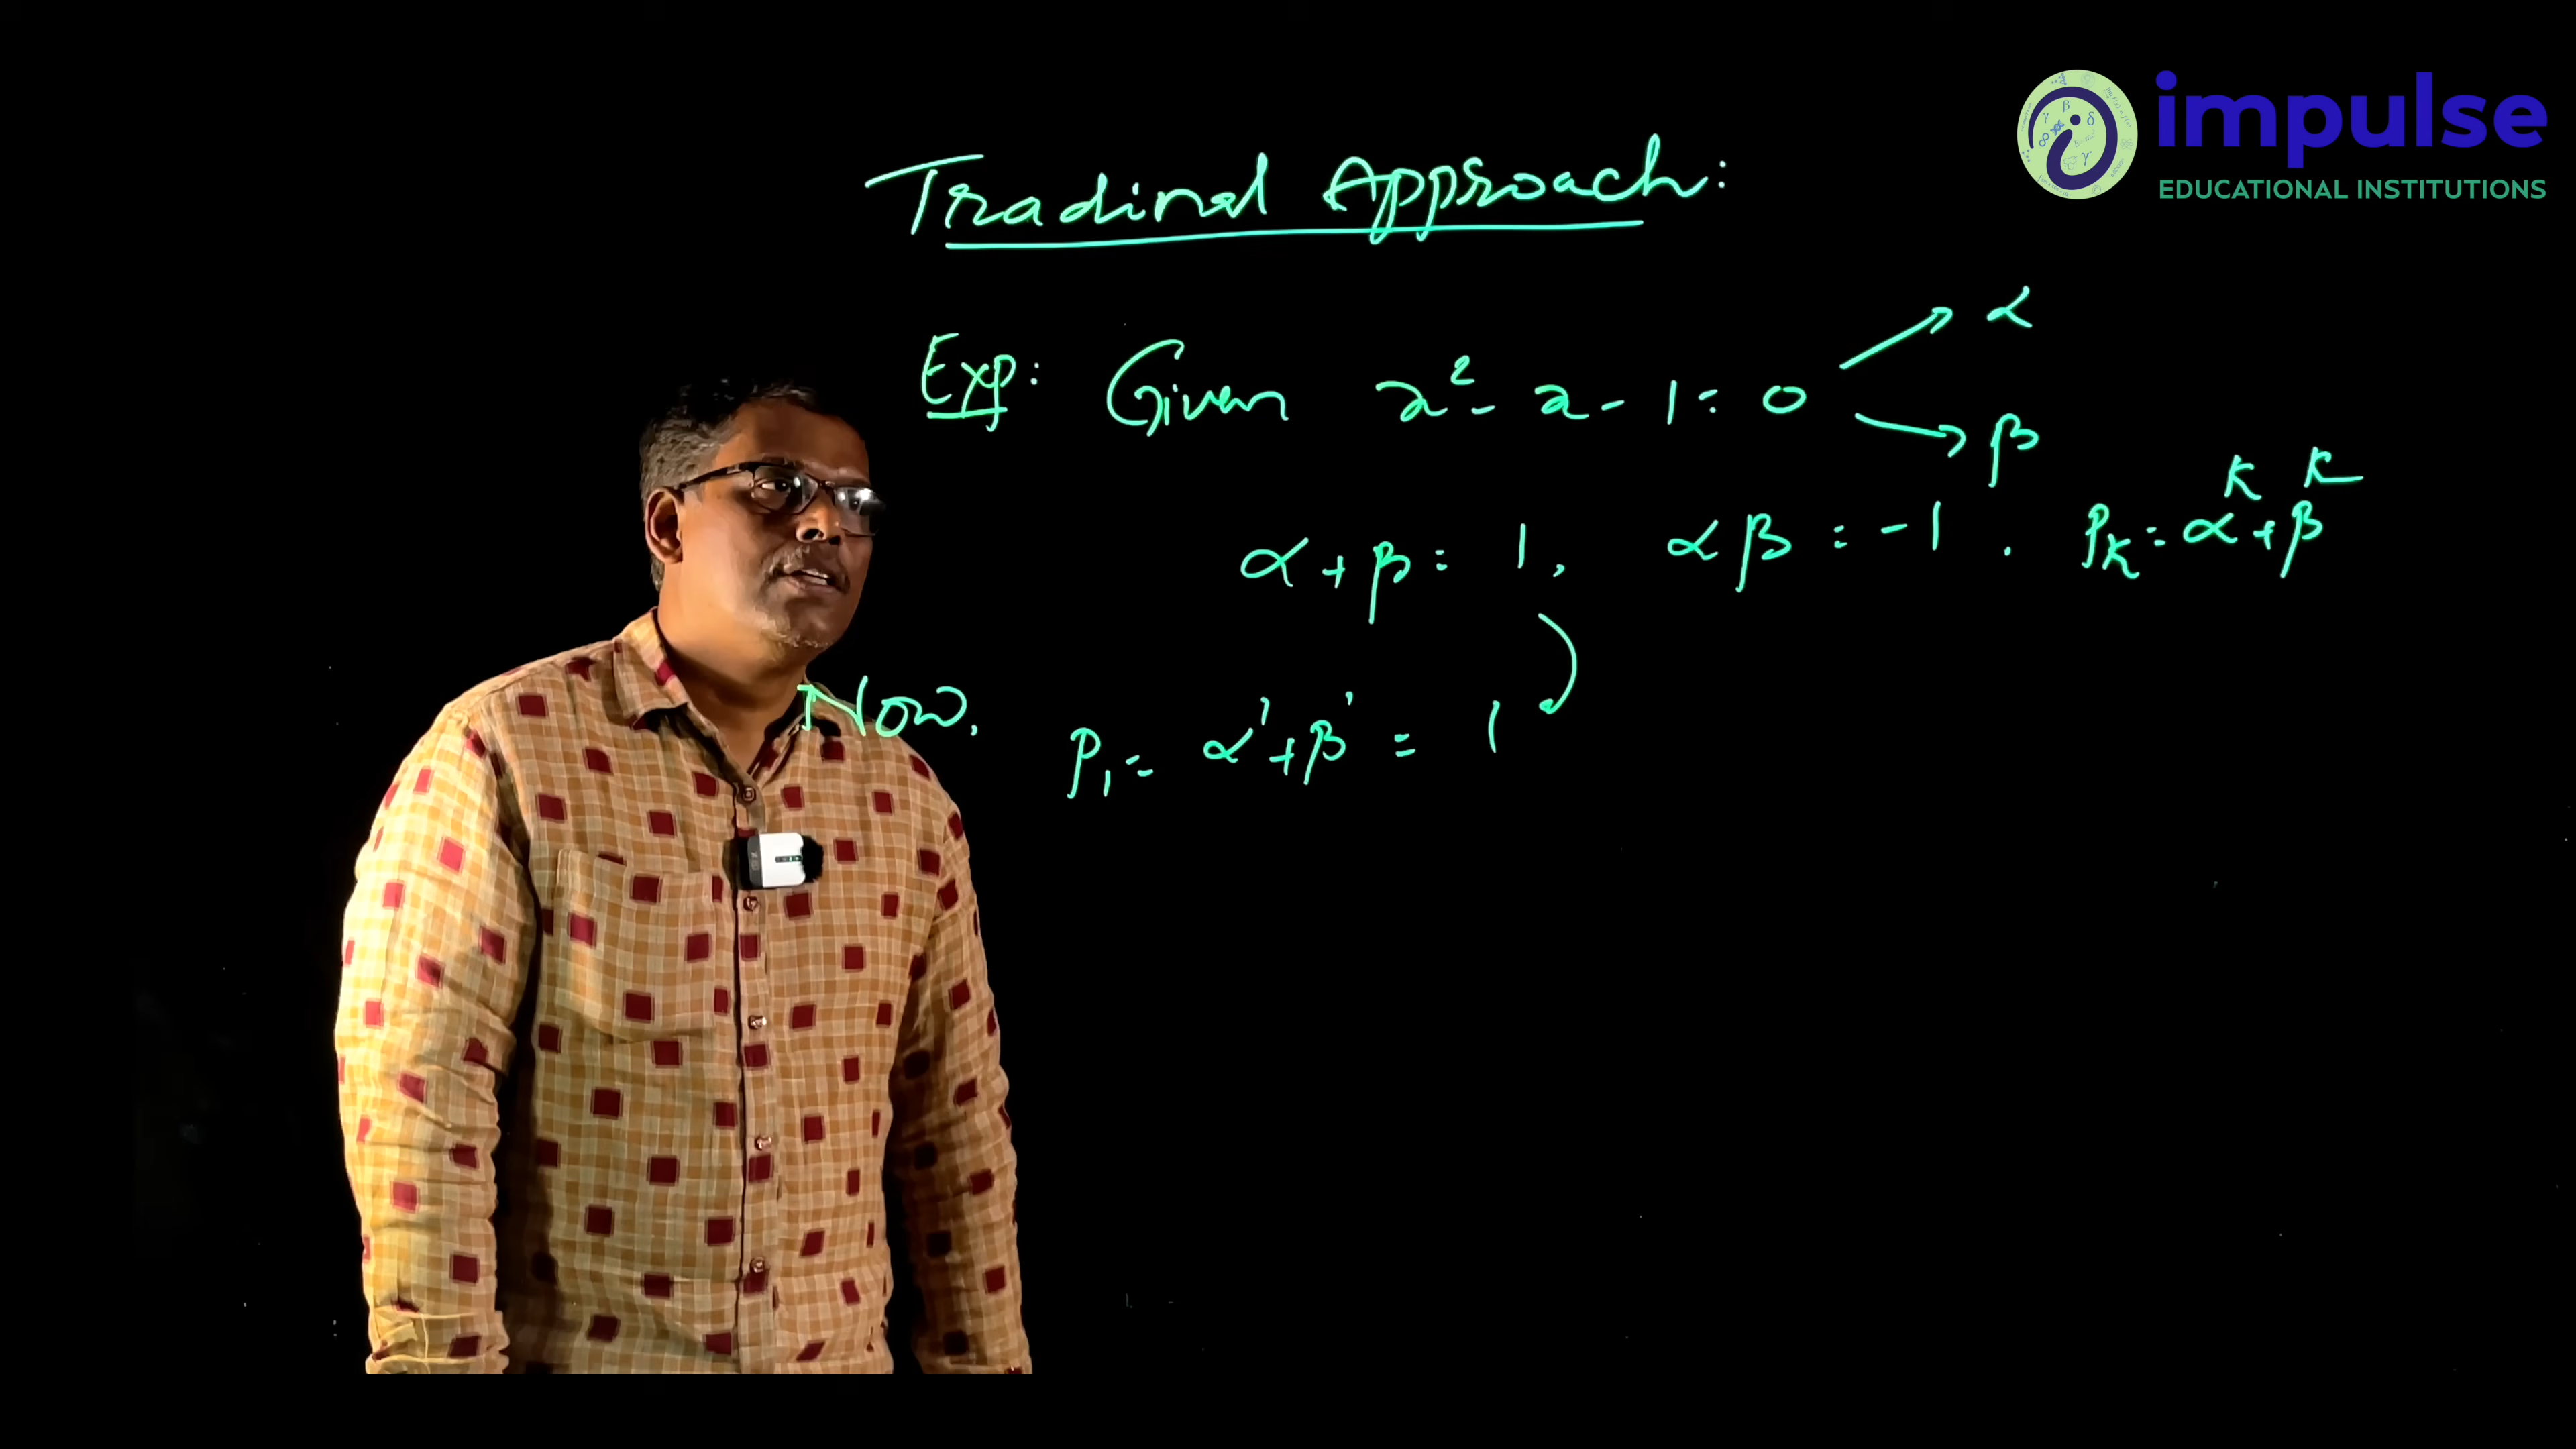 impulse
EDUCATIONAL INSTITUTIONS
Tradinal Approach:
Exp: Given x² - x - 1 = 0 → α
→ β
α + β = 1, αβ = -1. Pₖ = αᴷ + βᴷ
Now, P₁ = α¹ + β¹ = 1